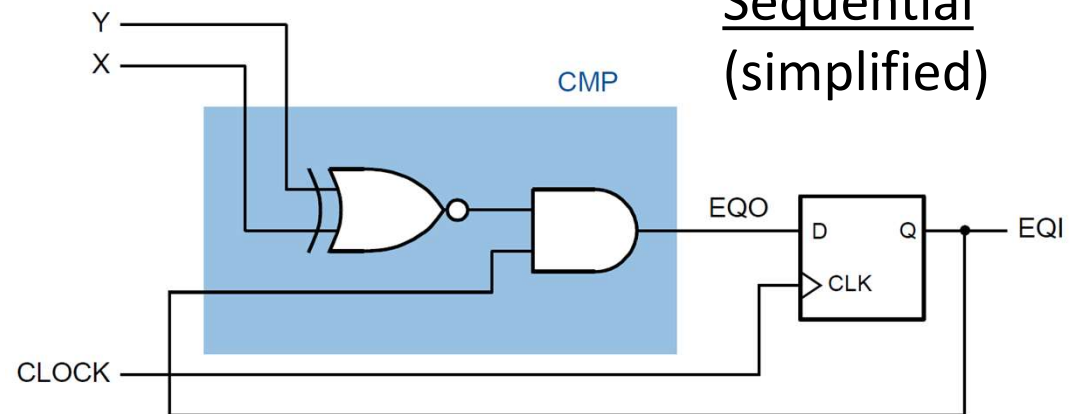 Sequential
(simplified)
Y
X
CMP
EQO
D
Q
EQI
CLK
CLOCK